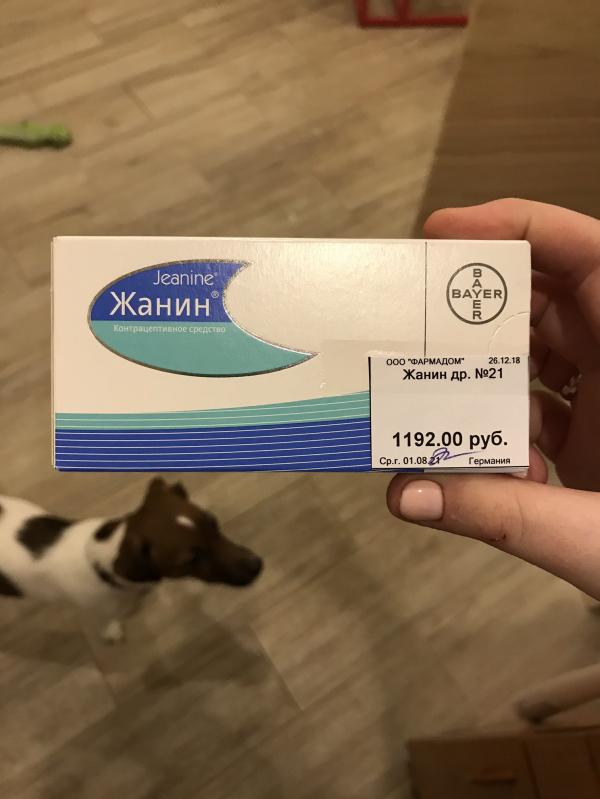 Jeanine®
Жанин®
Контрацептивное средство
BAYER
BAYER
ООО "ФАРМАДОМ" 26.12.18
Жанин др. №21
1192.00 руб.
Ср.г. 01.08. Германия